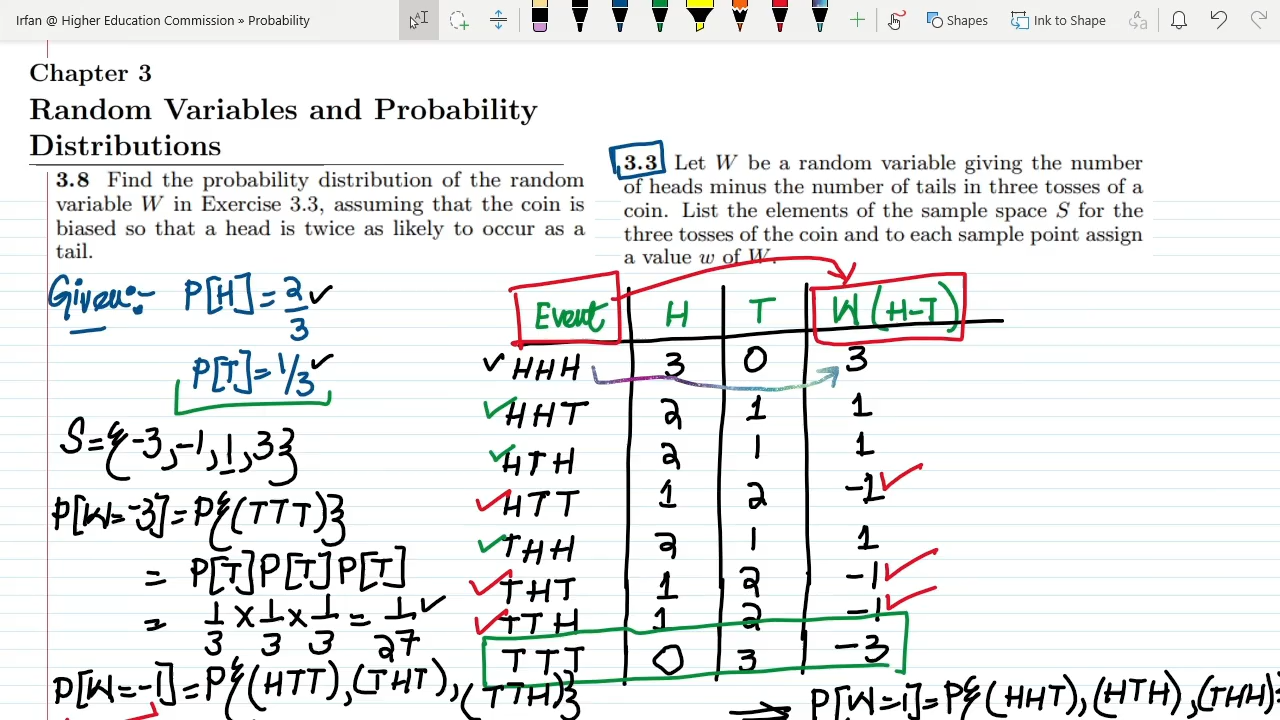 Irfan @ Higher Education Commission » Probability
Shapes
Ink to Shape
Chapter 3
Random Variables and Probability
Distributions
3.8 Find the probability distribution of the random
variable W in Exercise 3.3, assuming that the coin is
biased so that a head is twice as likely to occur as a
tail.
3.3 Let W be a random variable giving the number
of heads minus the number of tails in three tosses of a
coin. List the elements of the sample space S for the
three tosses of the coin and to each sample point assign
a value w of W.
Given:- P[H] = 2/3
P[T] = 1/3
S={-3,-1,1,3}
P[W=-3]=P{(TTT)}
= P[T]P[T]P[T]
= 1/3 × 1/3 × 1/3 = 1/27
P[W=-1]=P{(HTT),(THT),(TTH)}
Event H T W(H-T)
HHH 3 0 3
HHT 2 1 1
HTH 2 1 1
HTT 1 2 -1
THH 2 1 1
THT 1 2 -1
TTH 1 2 -1
TTT 0 3 -3
⇒ P[W=1]=P{(HHT),(HTH),(THH)}